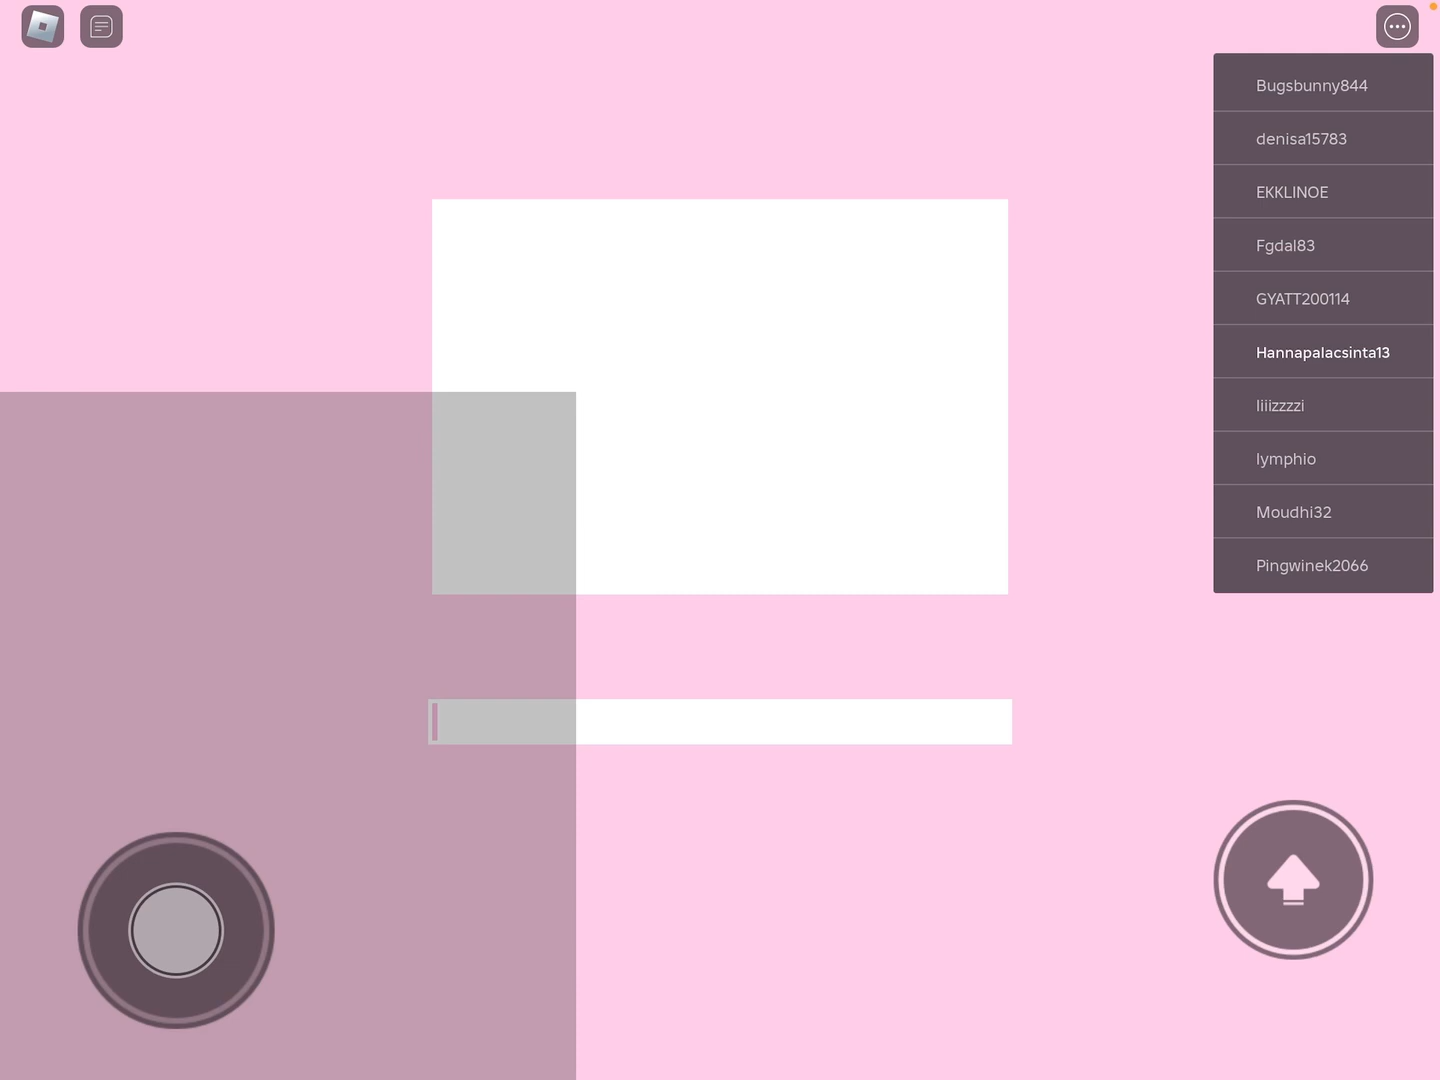 Bugsbunny844
denisa15783
EKKLINOE
Fgdal83
GYATT200114
Hannapalacsinta13
liiizzzzi
lymphio
Moudhi32
Pingwinek2066